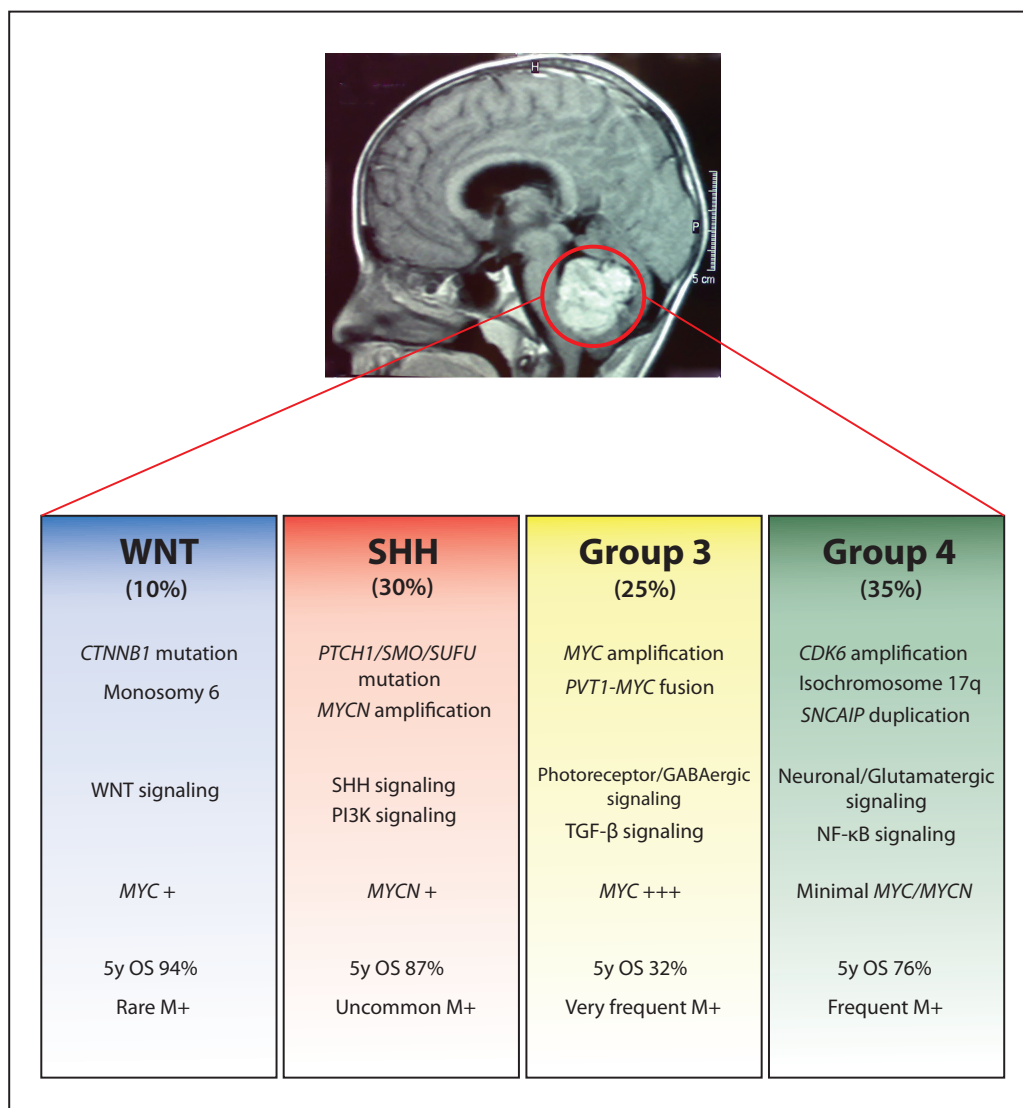 H
P
5 cm
WNT
(10%)
CTNNB1 mutation
Monosomy 6
WNT signaling
MYC +
5y OS 94%
Rare M+
SHH
(30%)
PTCH1/SMO/SUFU
mutation
MYCN amplification
SHH signaling
PI3K signaling
MYCN +
5y OS 87%
Uncommon M+
Group 3
(25%)
MYC amplification
PVT1-MYC fusion
Photoreceptor/GABAergic
signaling
TGF-β signaling
MYC +++
5y OS 32%
Very frequent M+
Group 4
(35%)
CDK6 amplification
Isochromosome 17q
SNCAIP duplication
Neuronal/Glutamatergic
signaling
NF-κB signaling
Minimal MYC/MYCN
5y OS 76%
Frequent M+